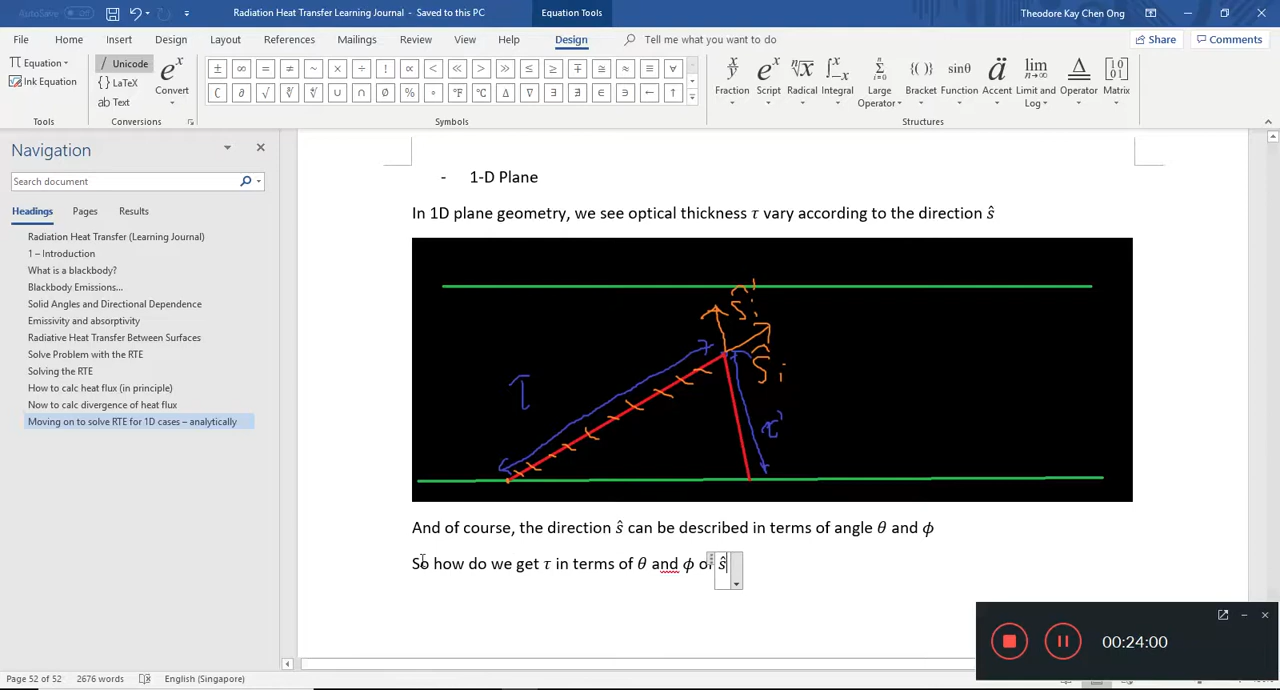 AutoSave Off Radiation Heat Transfer Learning Journal - Saved to this PC Equation Tools Theodore Kay Chen Ong
File Home Insert Design Layout References Mailings Review View Help Design Tell me what you want to do Share Comments
Equation
Ink Equation
Tools
Unicode
LaTeX
Text
e^x
Convert
Conversions
± ∞ = ≠ ~ × ÷ ! ∝ < ≪ > ≫ ≤ ≥ ∓ ≅ ≈ ≡ ∀
∁ ∂ √ ∛ ∜ ∪ ∩ ∅ % ° °F °C ∆ ∇ ∃ ∄ ∈ ∋ ← ↑
Symbols
Fraction Script Radical Integral Large Operator Bracket Function Accent Limit and Log Operator Matrix
Structures
Navigation
Search document
Headings Pages Results
Radiation Heat Transfer (Learning Journal)
1 – Introduction
What is a blackbody?
Blackbody Emissions...
Solid Angles and Directional Dependence
Emissivity and absorptivity
Radiative Heat Transfer Between Surfaces
Solve Problem with the RTE
Solving the RTE
How to calc heat flux (in principle)
Now to calc divergence of heat flux
Moving on to solve RTE for 1D cases – analytically
- 1-D Plane
In 1D plane geometry, we see optical thickness τ vary according to the direction ŝ
ŝ'i
ŝi
τ
τ'
And of course, the direction ŝ can be described in terms of angle θ and ϕ
So how do we get τ in terms of θ and ϕ of ŝ
00:24:00
Page 52 of 52 2676 words English (Singapore)